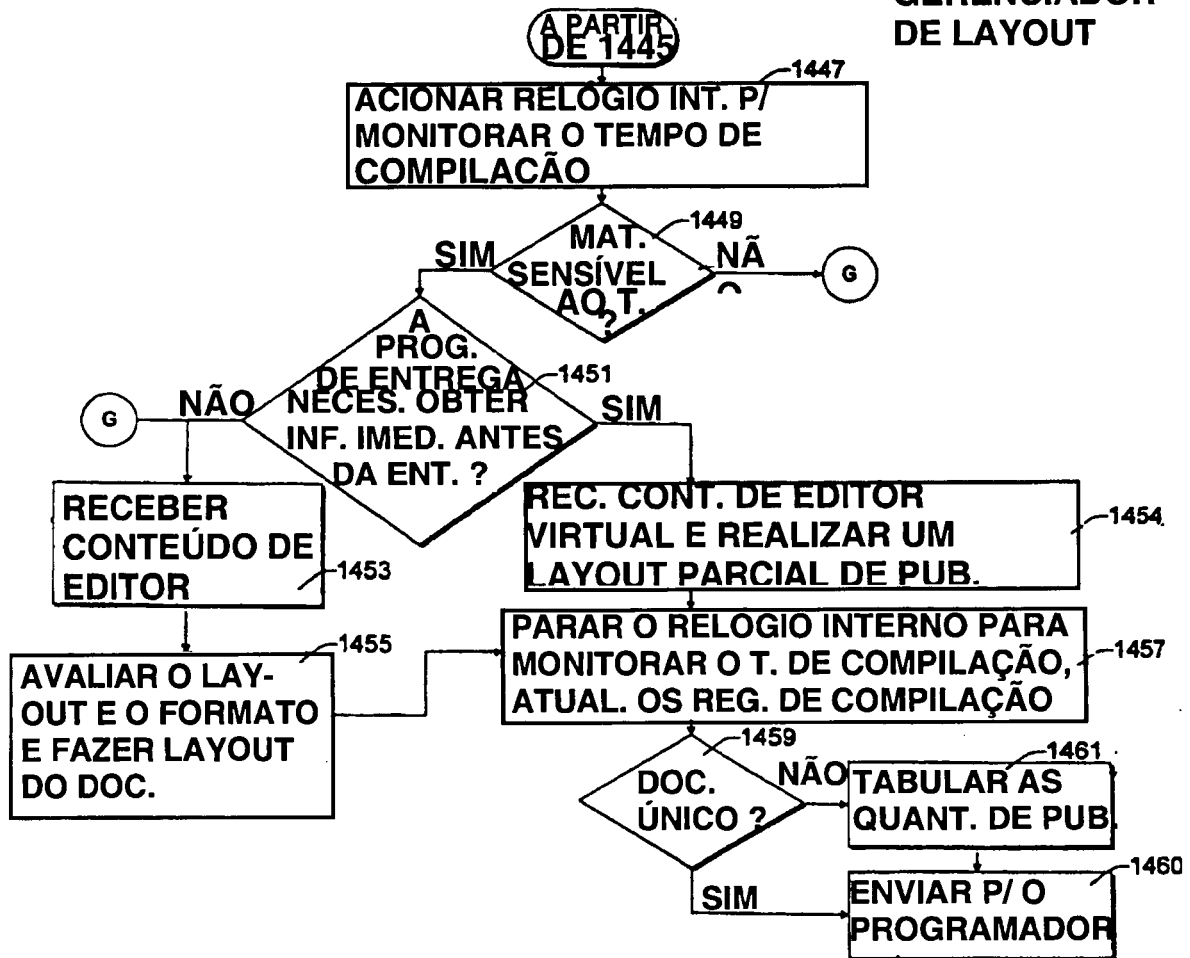 GERENCIADOR
DE LAYOUT
A PARTIR
DE 1445
1447
ACIONAR RELÓGIO INT. P/
MONITORAR O TEMPO DE
COMPILACÃO
1449
MAT.
SENSÍVEL
AO T.
?
SIM
NÃ
G
A
PROG.
DE ENTREGA
NECES. OBTER
INF. IMED. ANTES
DA ENT. ?
1451
NÃO
G
SIM
RECEBER
CONTEÚDO DE
EDITOR
1453
REC. CONT. DE EDITOR
VIRTUAL E REALIZAR UM
LAYOUT PARCIAL DE PUB.
1454
AVALIAR O LAY-
OUT E O FORMATO
E FAZER LAYOUT
DO DOC.
1455
PARAR O RELOGIO INTERNO PARA
MONITORAR O T. DE COMPILAÇÃO,
ATUAL. OS REG. DE COMPILAÇÃO
1457
1459
DOC.
ÚNICO ?
NÃO
1461
TABULAR AS
QUANT. DE PUB.
SIM
1460
ENVIAR P/ O
PROGRAMADOR